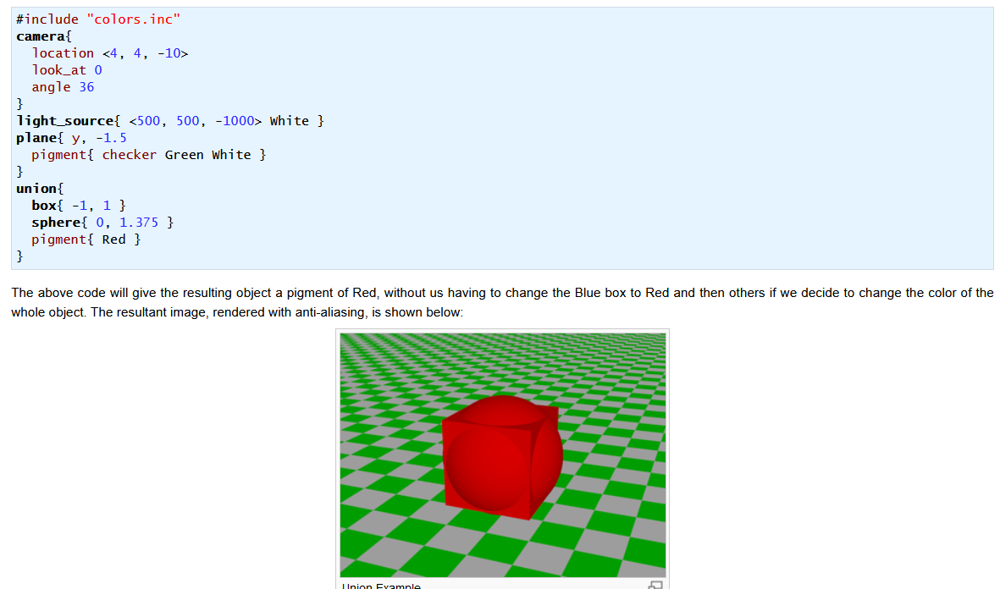 #include "colors.inc"
camera{
  location <4, 4, -10>
  look_at 0
  angle 36
}
light_source{ <500, 500, -1000> White }
plane{ y, -1.5
  pigment{ checker Green White }
}
union{
  box{ -1, 1 }
  sphere{ 0, 1.375 }
  pigment{ Red }
}
The above code will give the resulting object a pigment of Red, without us having to change the Blue box to Red and then others if we decide to change the color of the
whole object. The resultant image, rendered with anti-aliasing, is shown below:
Union Example